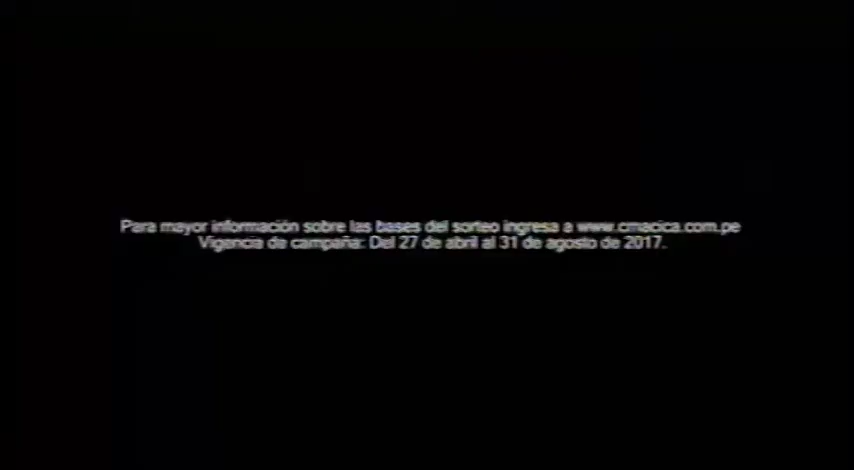 Para mayor información sobre las bases del sorteo ingresa a www.cmacica.com.pe
Vigencia de campaña: Del 27 de abril al 31 de agosto de 2017.